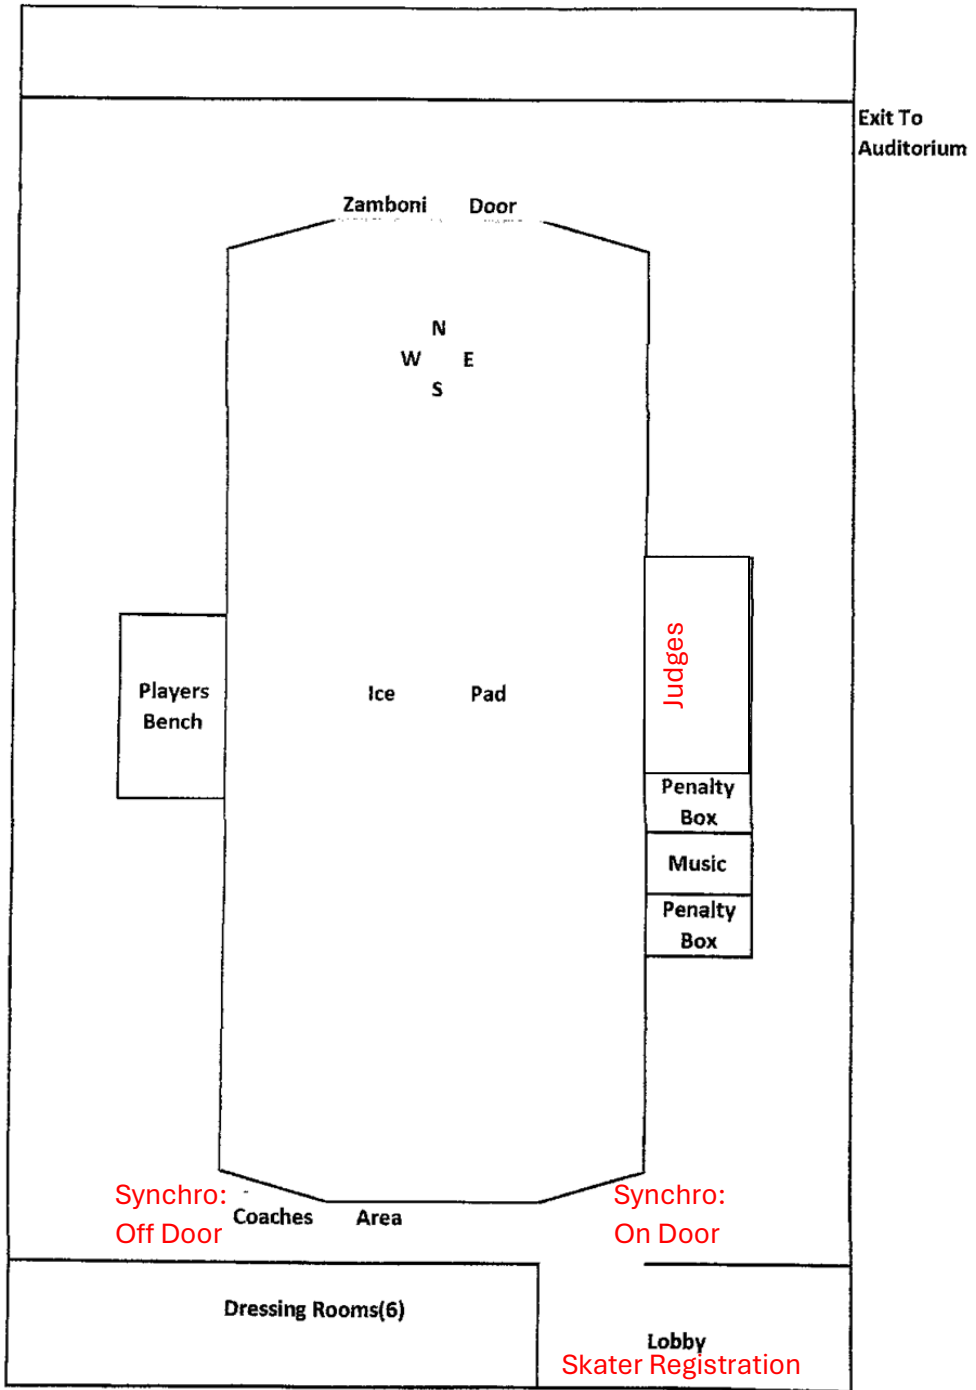 Exit To
Auditorium
Zamboni Door
N
W E
S
Judges
Players
Bench
Ice Pad
Penalty
Box
Music
Penalty
Box
Synchro:
Off Door
Coaches Area
Synchro:
On Door
Dressing Rooms(6)
Lobby
Skater Registration